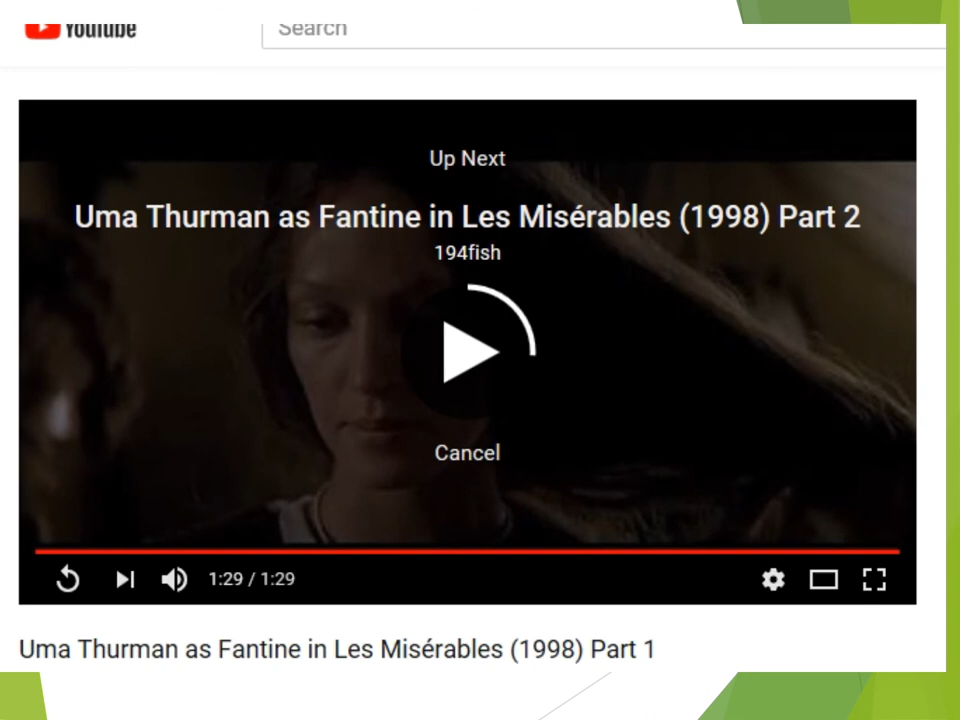 YouTube
Search
Up Next
Uma Thurman as Fantine in Les Misérables (1998) Part 2
194fish
Cancel
1:29 / 1:29
Uma Thurman as Fantine in Les Misérables (1998) Part 1